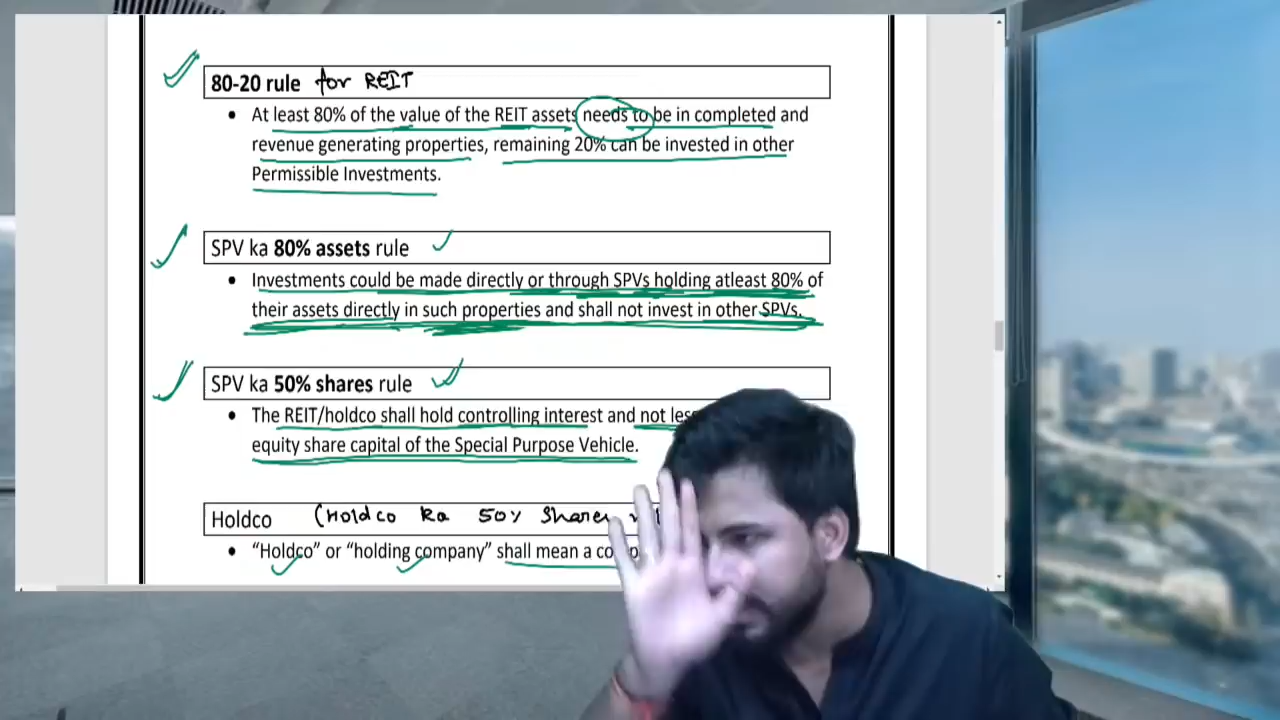 80-20 rule for REIT
• At least 80% of the value of the REIT assets needs to be in completed and
revenue generating properties, remaining 20% can be invested in other
Permissible Investments.
SPV ka 80% assets rule
• Investments could be made directly or through SPVs holding atleast 80% of
their assets directly in such properties and shall not invest in other SPVs.
SPV ka 50% shares rule
• The REIT/holdco shall hold controlling interest and not
equity share capital of the Special Purpose Vehicle.
Holdco (Holdco ka 50% shares
• “Holdco” or “holding company” shall mean a